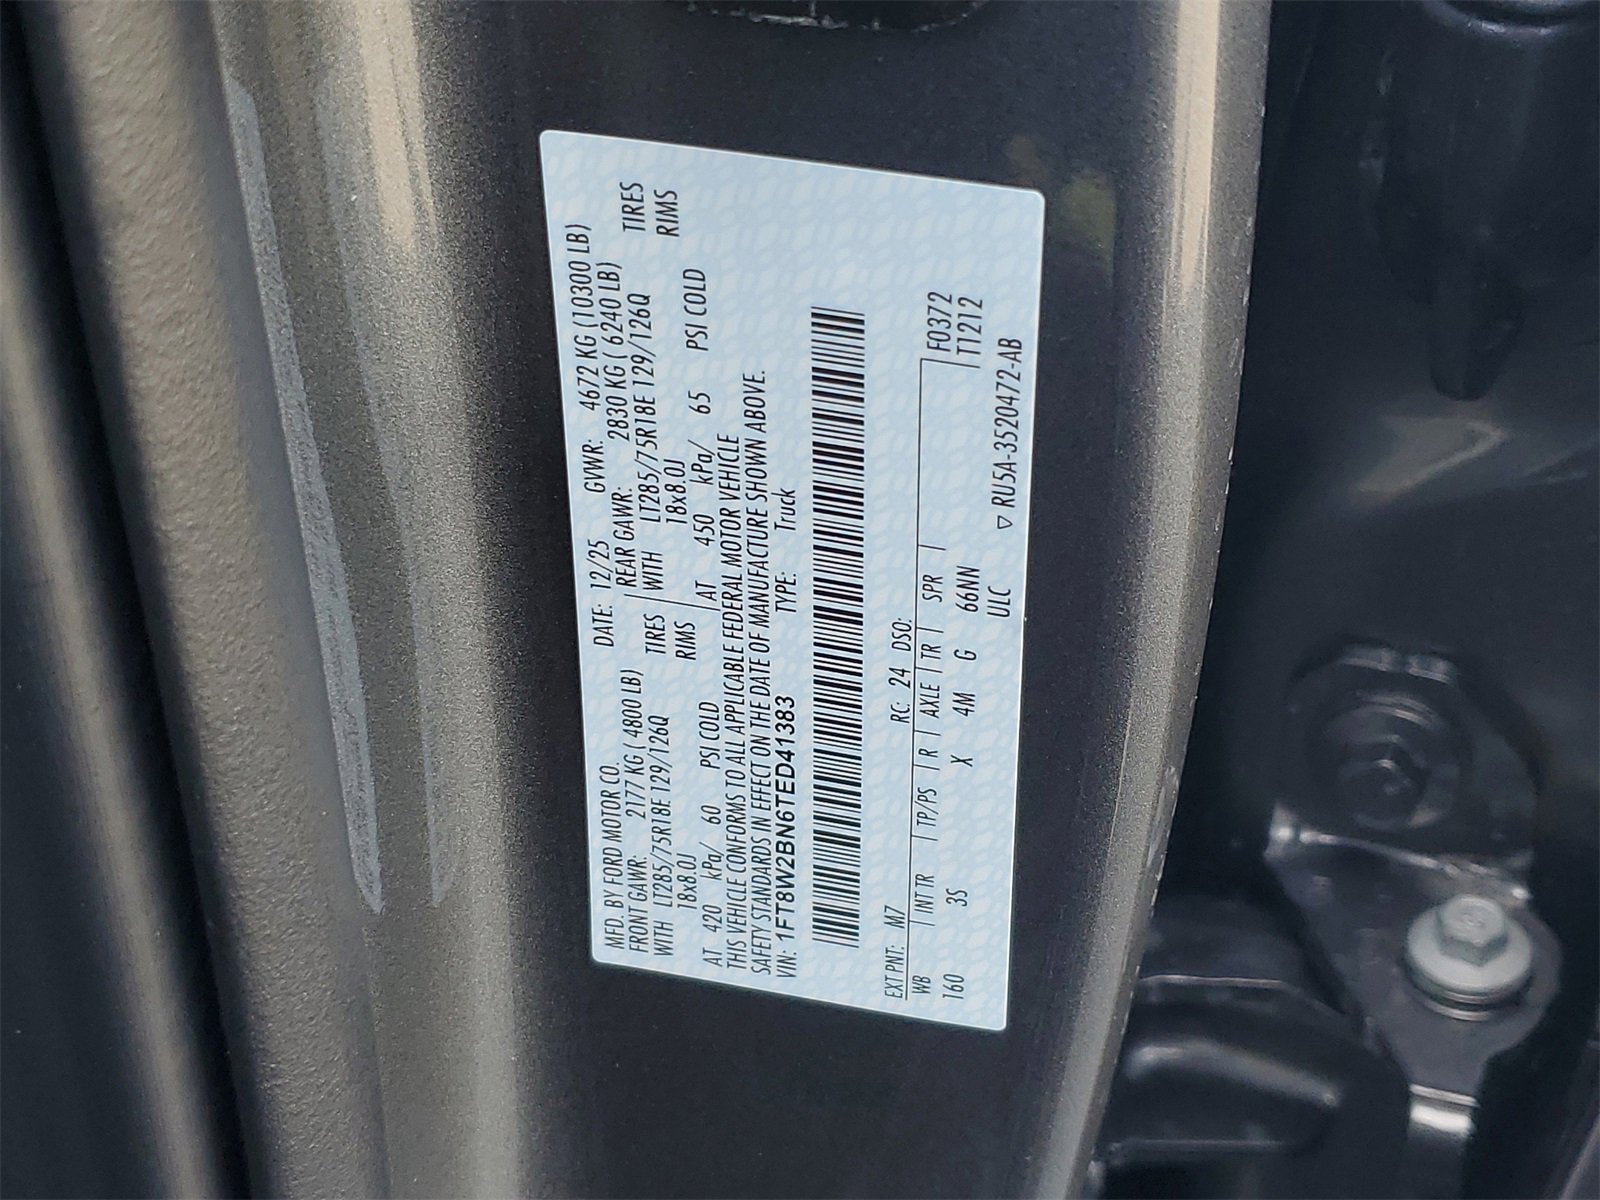 MFD. BY FORD MOTOR CO. DATE: 12/25 GVWR: 4672 KG (10300 LB)
FRONT GAWR: 2177 KG ( 4800 LB) REAR GAWR: 2830 KG ( 6240 LB)
WITH LT285/75R18E 129/126Q TIRES WITH LT285/75R18E 129/126Q TIRES
18x8.0J RIMS 18x8.0J RIMS
AT 420 kPa/ 60 PSI COLD AT 450 kPa/ 65 PSI COLD
THIS VEHICLE CONFORMS TO ALL APPLICABLE FEDERAL MOTOR VEHICLE
SAFETY STANDARDS IN EFFECT ON THE DATE OF MANUFACTURE SHOWN ABOVE.
VIN: 1FT8W2BN6TED41383 TYPE: Truck
EXT PNT: M7 RC: 24 DSO:
WB INT TR TP/PS R AXLE TR SPR F0372
160 3S X 4M G 66NN T1212
ULC ▽ RU5A-3520472-AB